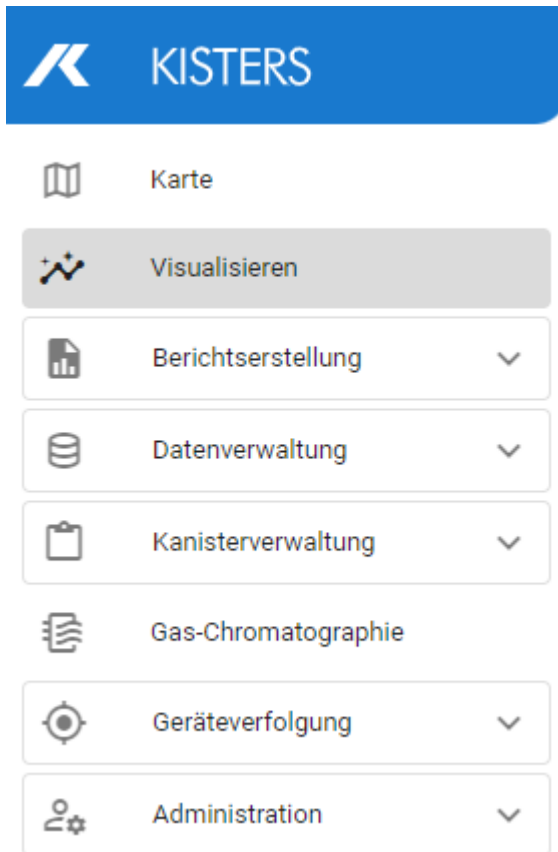 KISTERS
Karte
Visualisieren
Berichtserstellung
Datenverwaltung
Kanisterverwaltung
Gas-Chromatographie
Geräteverfolgung
Administration